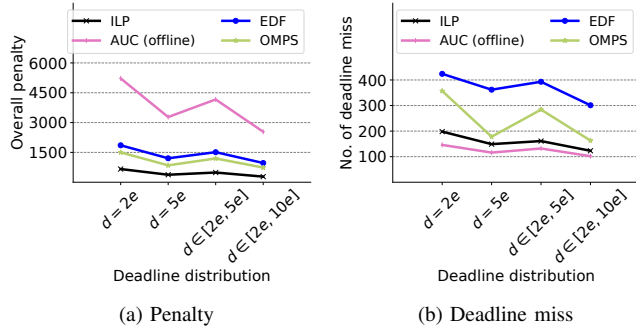 ILP
EDF
AUC (offline)
OMPS
Overall penalty
6000
4500
3000
1500
d = 2e
d = 5e
d ∈ [2e, 5e]
d ∈ [2e, 10e]
Deadline distribution
(a) Penalty
ILP
EDF
AUC (offline)
OMPS
No. of deadline miss
400
300
200
100
d = 2e
d = 5e
d ∈ [2e, 5e]
d ∈ [2e, 10e]
Deadline distribution
(b) Deadline miss